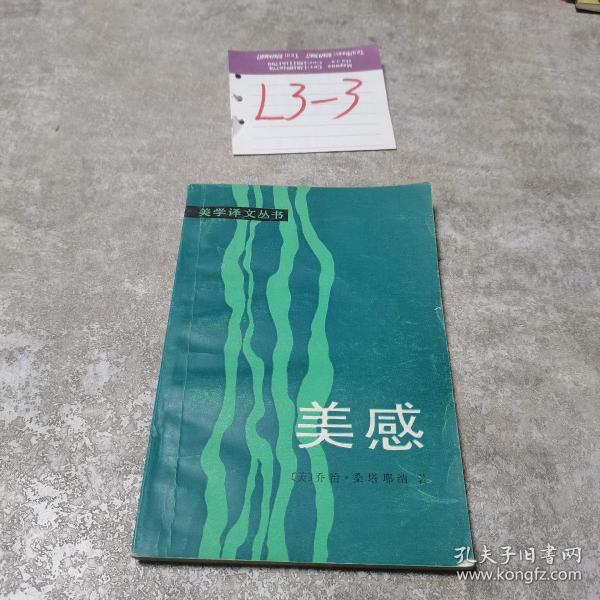 L3-3
美学译文丛书
美感
〔美〕乔治·桑塔耶纳 著
孔夫子旧书网
www.kongfz.com